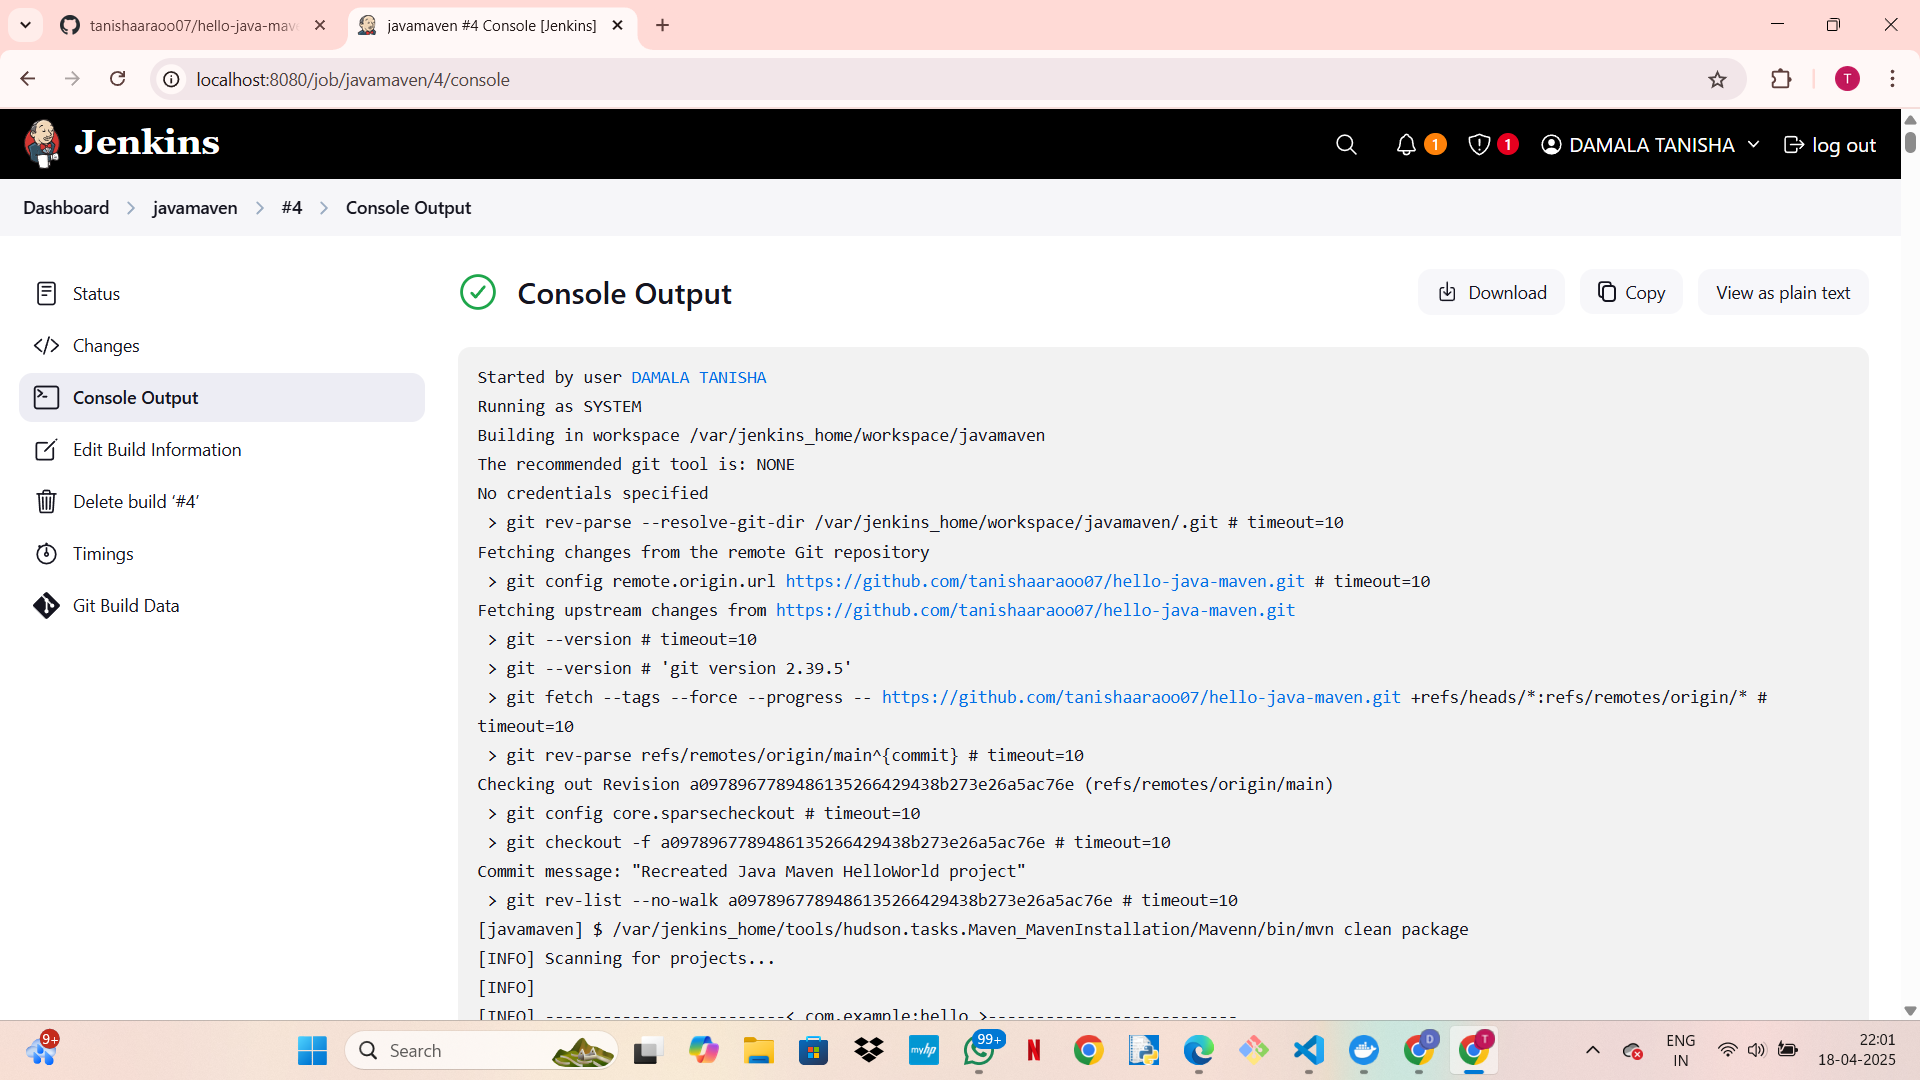 tanishaaraoo07/hello-java-mav
javamaven #4 Console [Jenkins]
localhost:8080/job/javamaven/4/console
T
Jenkins
1
1
DAMALA TANISHA
log out
Dashboard
javamaven
#4
Console Output
Status
Changes
Console Output
Edit Build Information
Delete build ‘#4’
Timings
Git Build Data
Console Output
Download
Copy
View as plain text
Started by user DAMALA TANISHA
Running as SYSTEM
Building in workspace /var/jenkins_home/workspace/javamaven
The recommended git tool is: NONE
No credentials specified
> git rev-parse --resolve-git-dir /var/jenkins_home/workspace/javamaven/.git # timeout=10
Fetching changes from the remote Git repository
> git config remote.origin.url https://github.com/tanishaaraoo07/hello-java-maven.git # timeout=10
Fetching upstream changes from https://github.com/tanishaaraoo07/hello-java-maven.git
> git --version # timeout=10
> git --version # 'git version 2.39.5'
> git fetch --tags --force --progress -- https://github.com/tanishaaraoo07/hello-java-maven.git +refs/heads/*:refs/remotes/origin/* #
timeout=10
> git rev-parse refs/remotes/origin/main^{commit} # timeout=10
Checking out Revision a09789677894861352664294​38b273e26a5ac76e (refs/remotes/origin/main)
> git config core.sparsecheckout # timeout=10
> git checkout -f a0978967789486135266429438b273e26a5ac76e # timeout=10
Commit message: "Recreated Java Maven HelloWorld project"
> git rev-list --no-walk a0978967789486135266429438b273e26a5ac76e # timeout=10
[javamaven] $ /var/jenkins_home/tools/hudson.tasks.Maven_MavenInstallation/Mavenn/bin/mvn clean package
[INFO] Scanning for projects...
[INFO]
[INFO] -------------------------< com.example:hello >--------------------------
9+
Search
myhp
99+
N
D
T
ENG
IN
22:01
18-04-2025